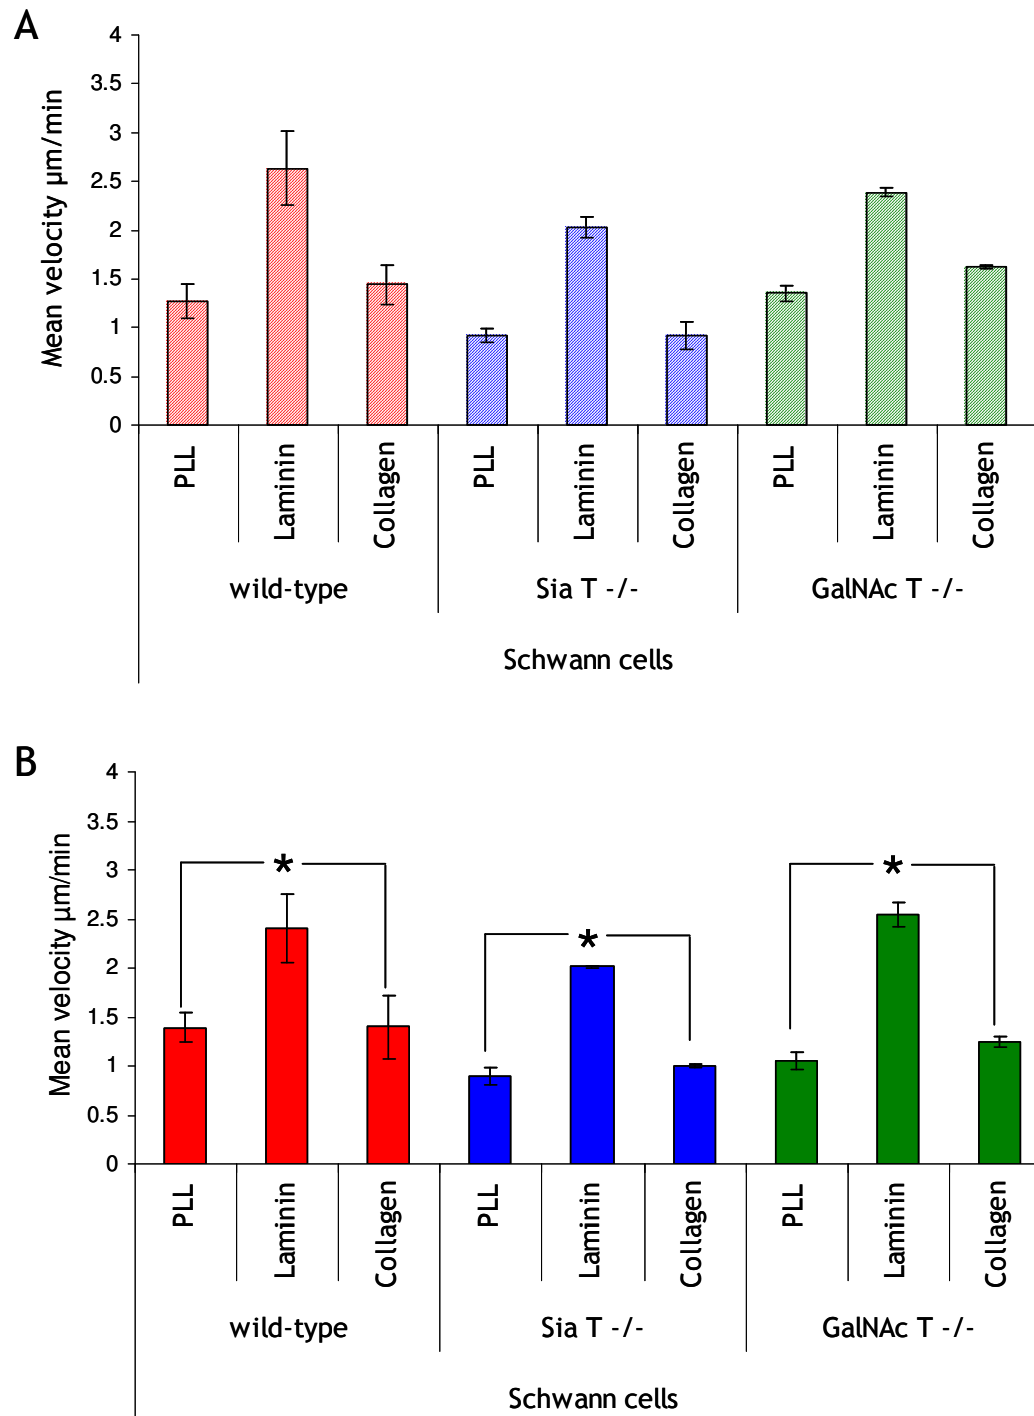 A
Mean velocity µm/min
4
3.5
3
2.5
2
1.5
1
0.5
0
PLL
Laminin
Collagen
PLL
Laminin
Collagen
PLL
Laminin
Collagen
wild-type
Sia T -/-
GalNAc T -/-
Schwann cells
B
Mean velocity µm/min
4
3.5
3
2.5
2
1.5
1
0.5
0
*
*
*
PLL
Laminin
Collagen
PLL
Laminin
Collagen
PLL
Laminin
Collagen
wild-type
Sia T -/-
GalNAc T -/-
Schwann cells